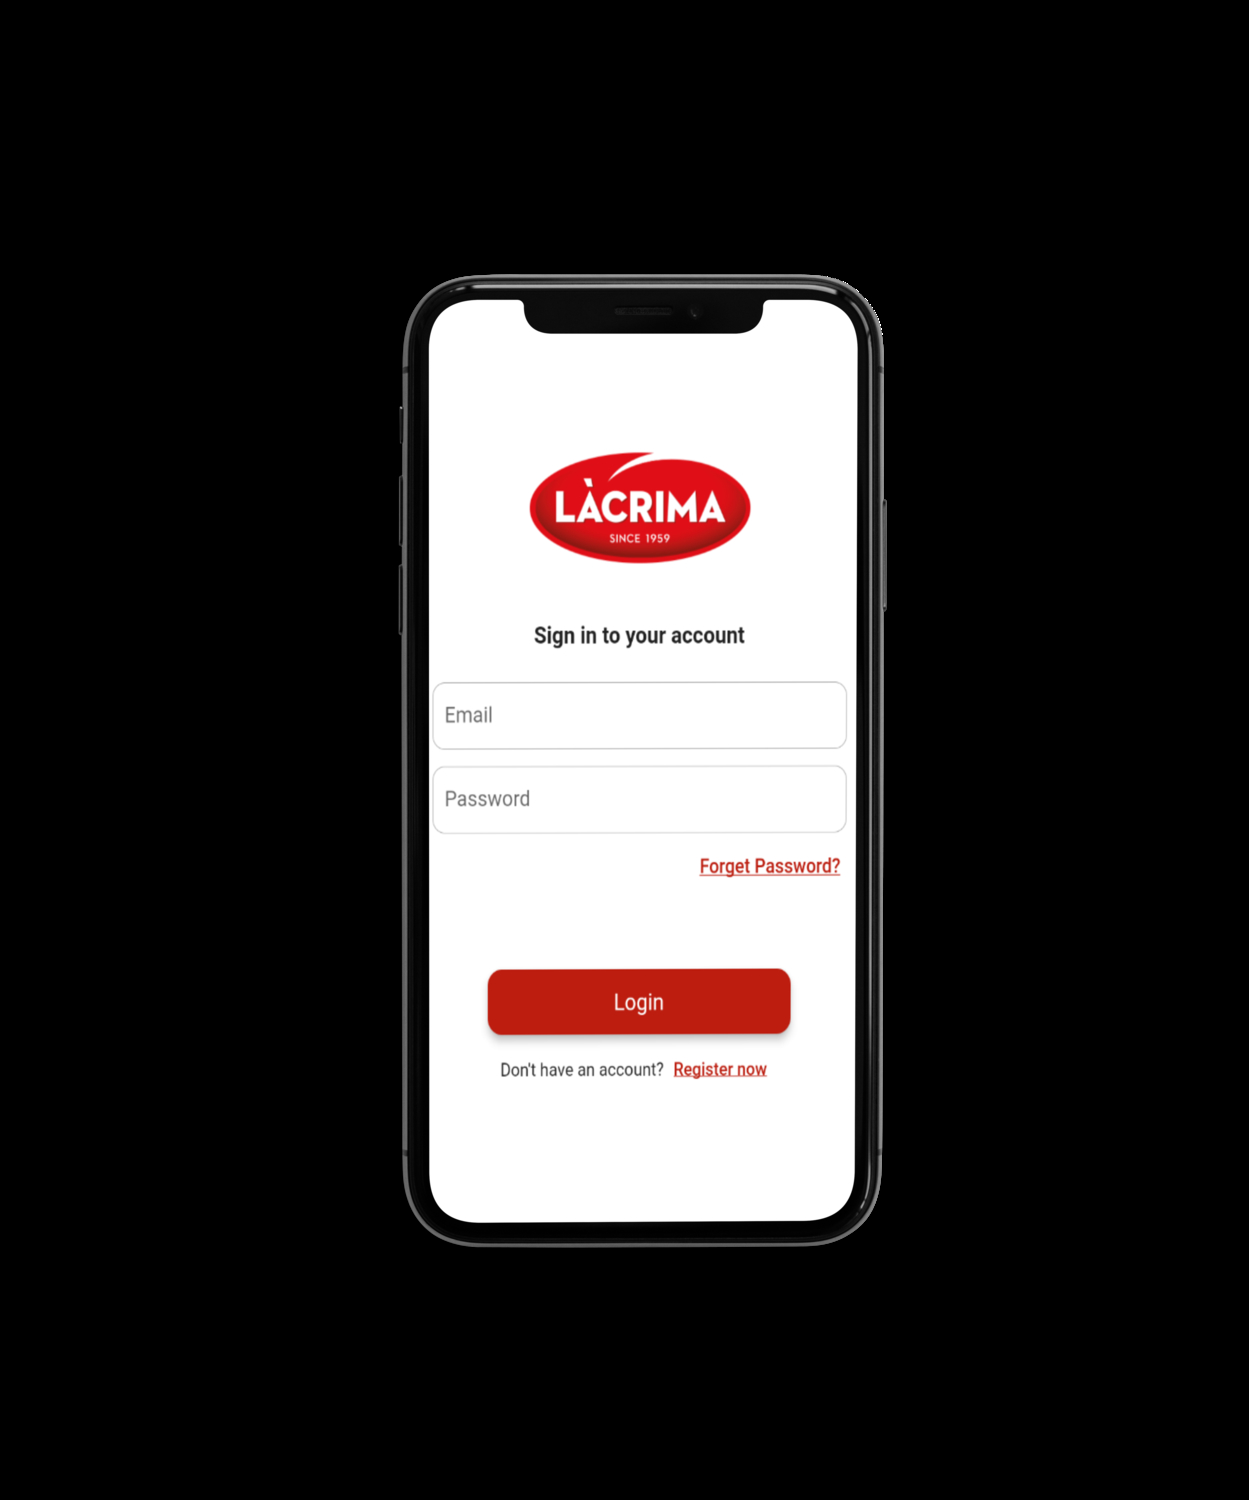 LÀCRIMA
SINCE 1959
Sign in to your account
Email
Password
Forget Password?
Login
Don't have an account? Register now